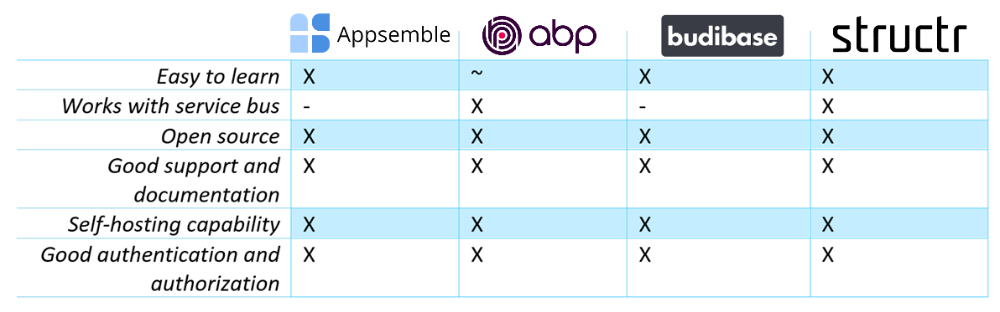 Appsemble abp budibase structr
Easy to learn X ~ X X
Works with service bus - X - X
Open source X X X X
Good support and X X X X
documentation
Self-hosting capability X X X X
Good authentication and X X X X
authorization